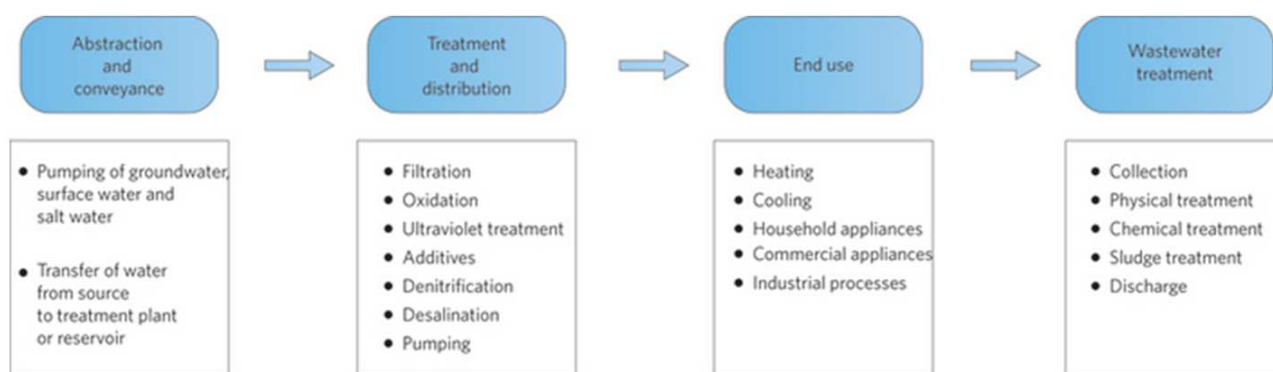 Abstraction
and
conveyance
Treatment
and
distribution
End use
Wastewater
treatment
● Pumping of groundwater,
surface water and
salt water
● Transfer of water
from source
to treatment plant
or reservoir
● Filtration
● Oxidation
● Ultraviolet treatment
● Additives
● Denitrification
● Desalination
● Pumping
● Heating
● Cooling
● Household appliances
● Commercial appliances
● Industrial processes
● Collection
● Physical treatment
● Chemical treatment
● Sludge treatment
● Discharge